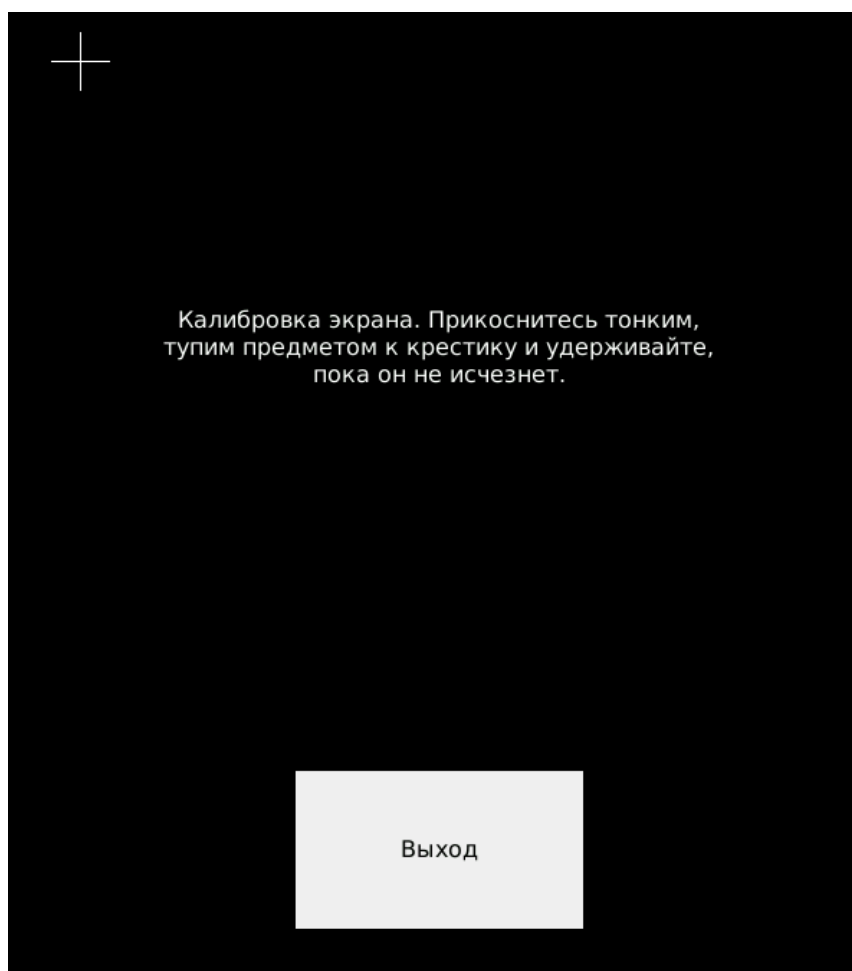 Калибровка экрана. Прикоснитесь тонким,
тупим предметом к крестику и удерживайте,
пока он не исчезнет.
Выход